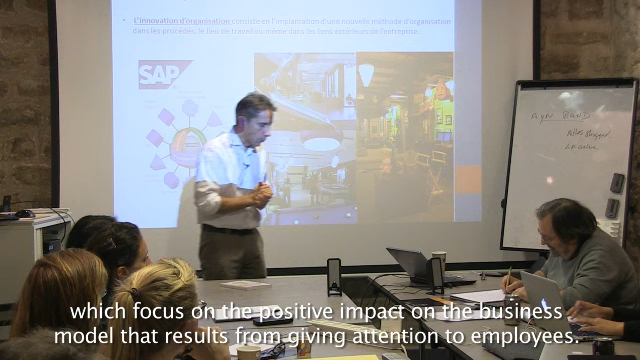 • L'innovation d'organisation consiste en l'implantation d'une nouvelle méthode d'organisation
dans les procédés, le lieu de travail ou même dans les liens extérieurs de l'entreprise.
SAP
AYN RAND
which focus on the positive impact on the business
model that results from giving attention to employees.